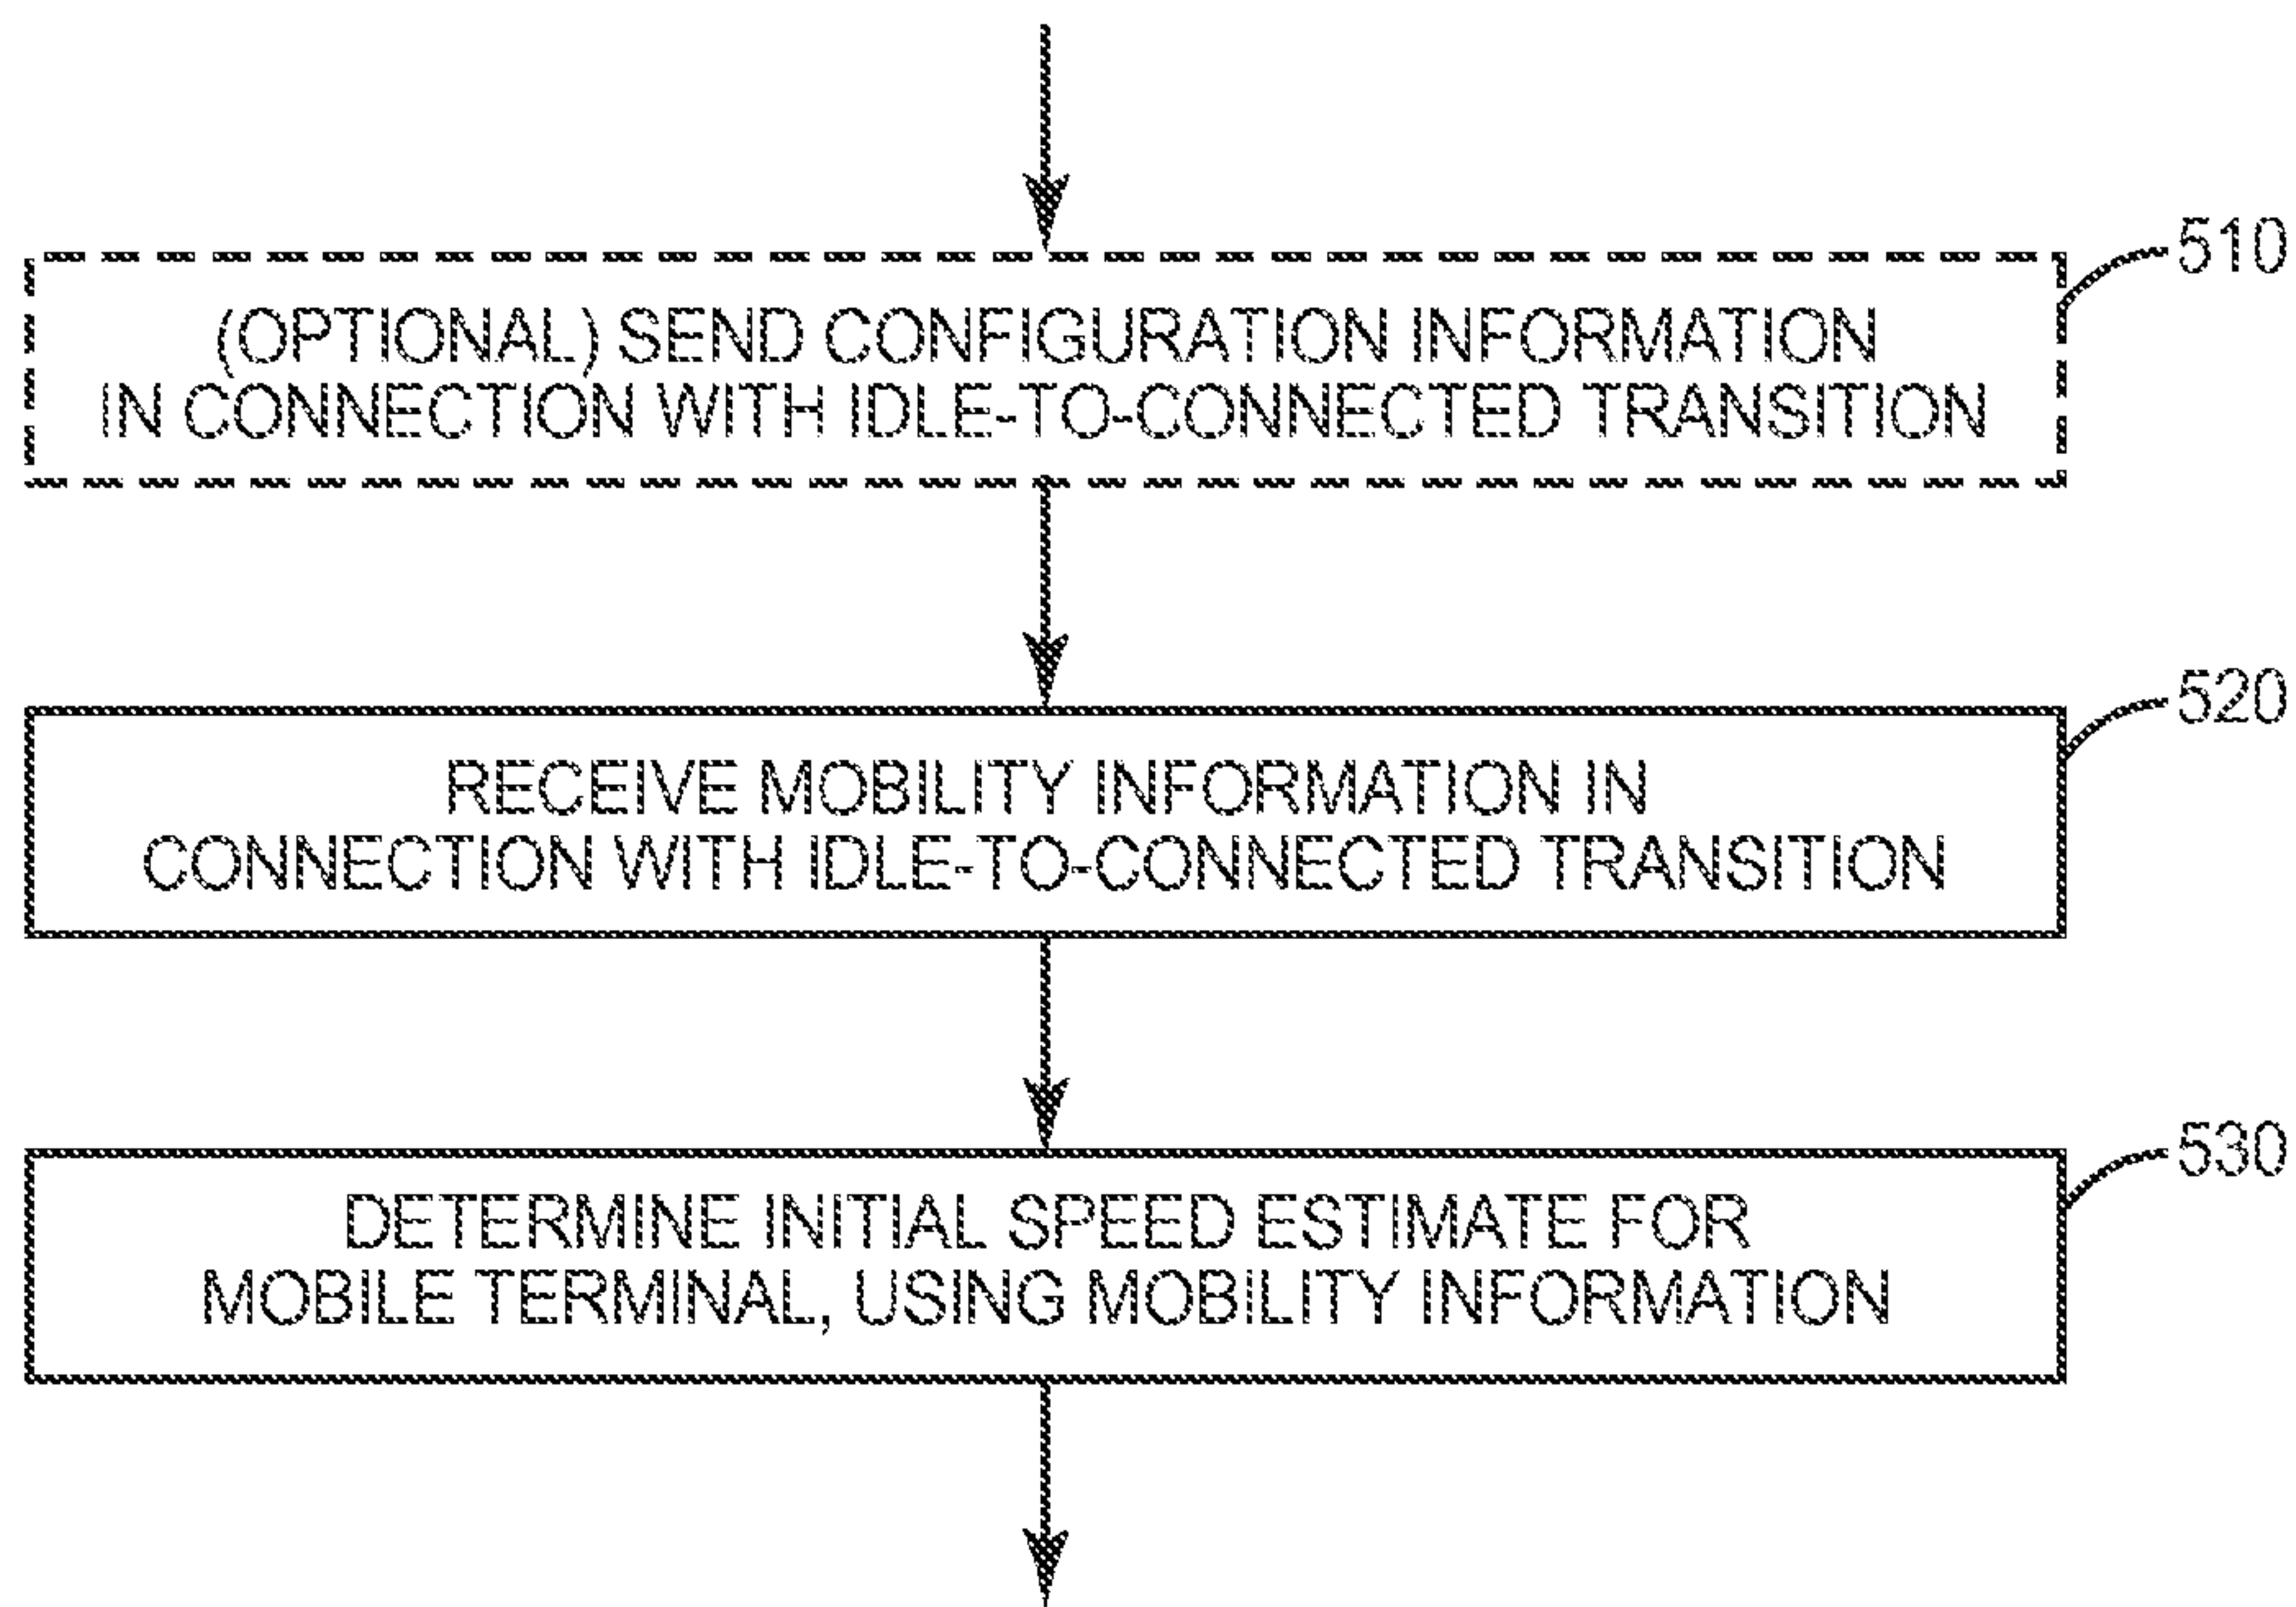 510
(OPTIONAL) SEND CONFIGURATION INFORMATION
IN CONNECTION WITH IDLE-TO-CONNECTED TRANSITION
520
RECEIVE MOBILITY INFORMATION IN
CONNECTION WITH IDLE-TO-CONNECTED TRANSITION
530
DETERMINE INITIAL SPEED ESTIMATE FOR
MOBILE TERMINAL, USING MOBILITY INFORMATION